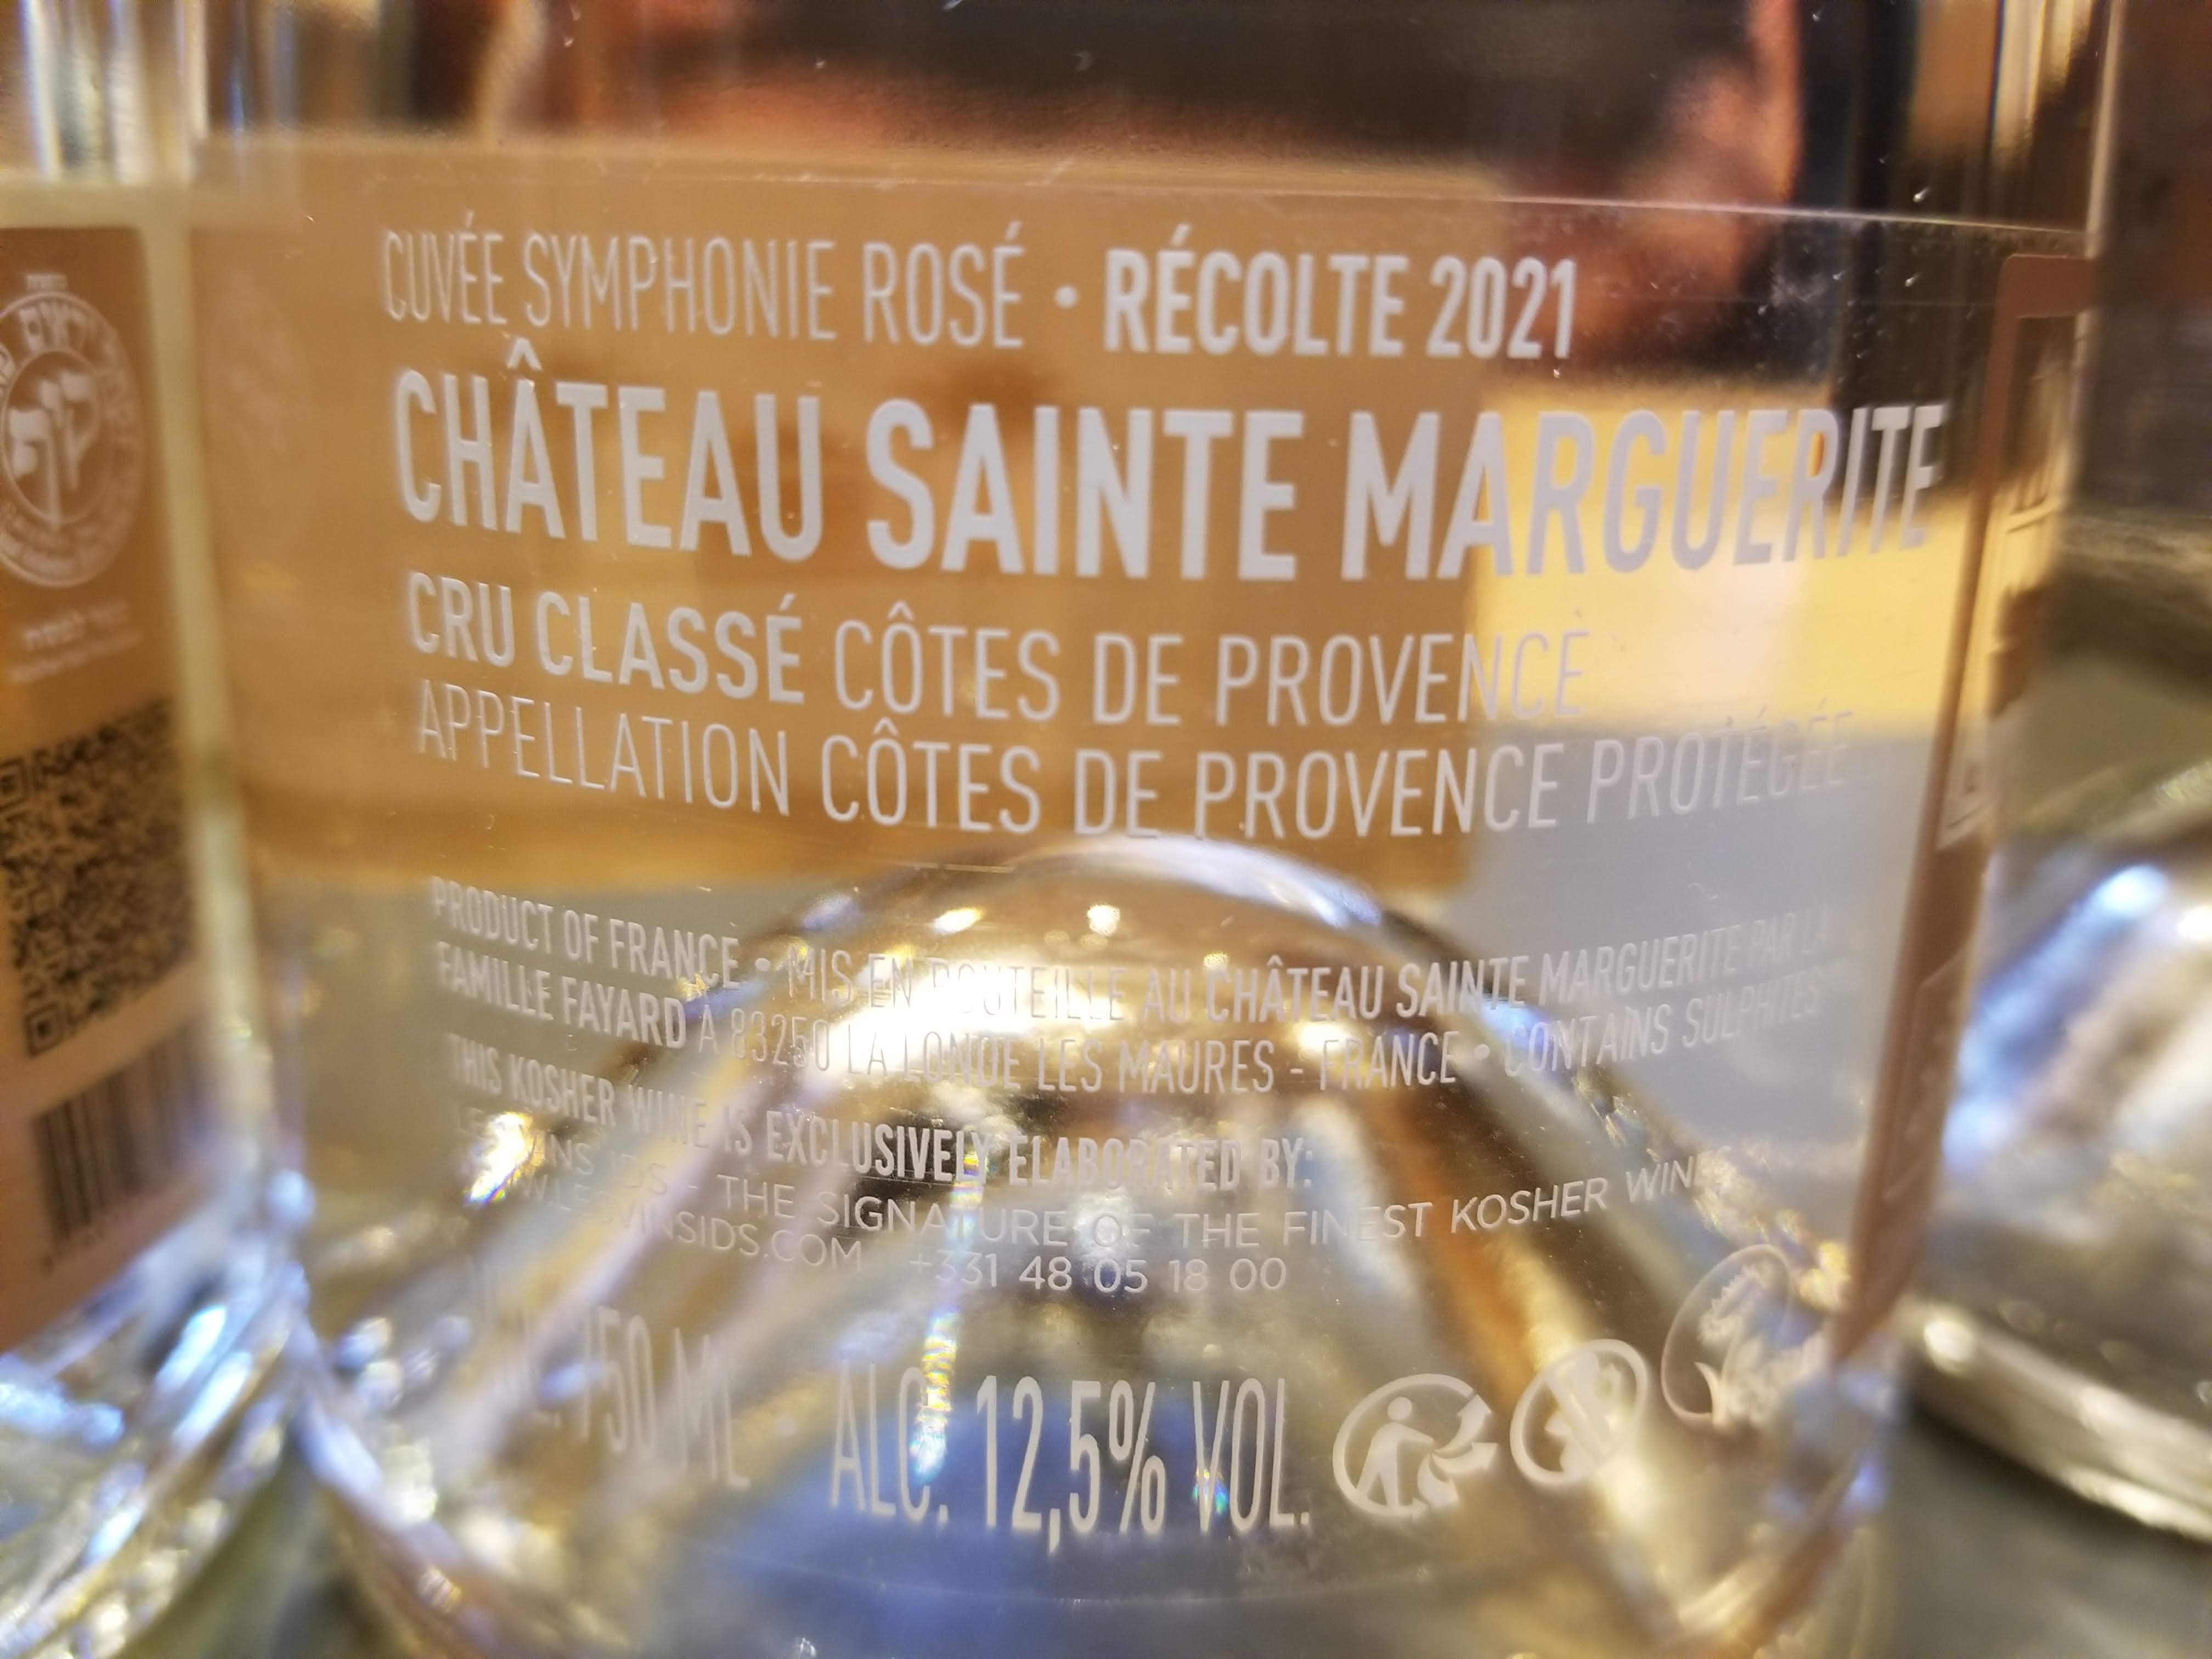 CUVÉE SYMPHONIE ROSÉ • RÉCOLTE 2021
CHÂTEAU SAINTE MARGUERITE
CRU CLASSÉ CÔTES DE PROVENCE
APPELLATION CÔTES DE PROVENCE PROTÉGÉE
PRODUCT OF FRANCE • MIS EN BOUTEILLE AU CHÂTEAU SAINTE MARGUERITE PAR LA
FAMILLE FAYARD À 83250 LA LONDE LES MAURES - FRANCE • CONTAINS SULPHITES
THIS KOSHER WINE IS EXCLUSIVELY ELABORATED BY:
- THE SIGNATURE OF THE FINEST KOSHER WINES
+331 48 05 18 00
750 ML • ALC. 12,5% VOL.